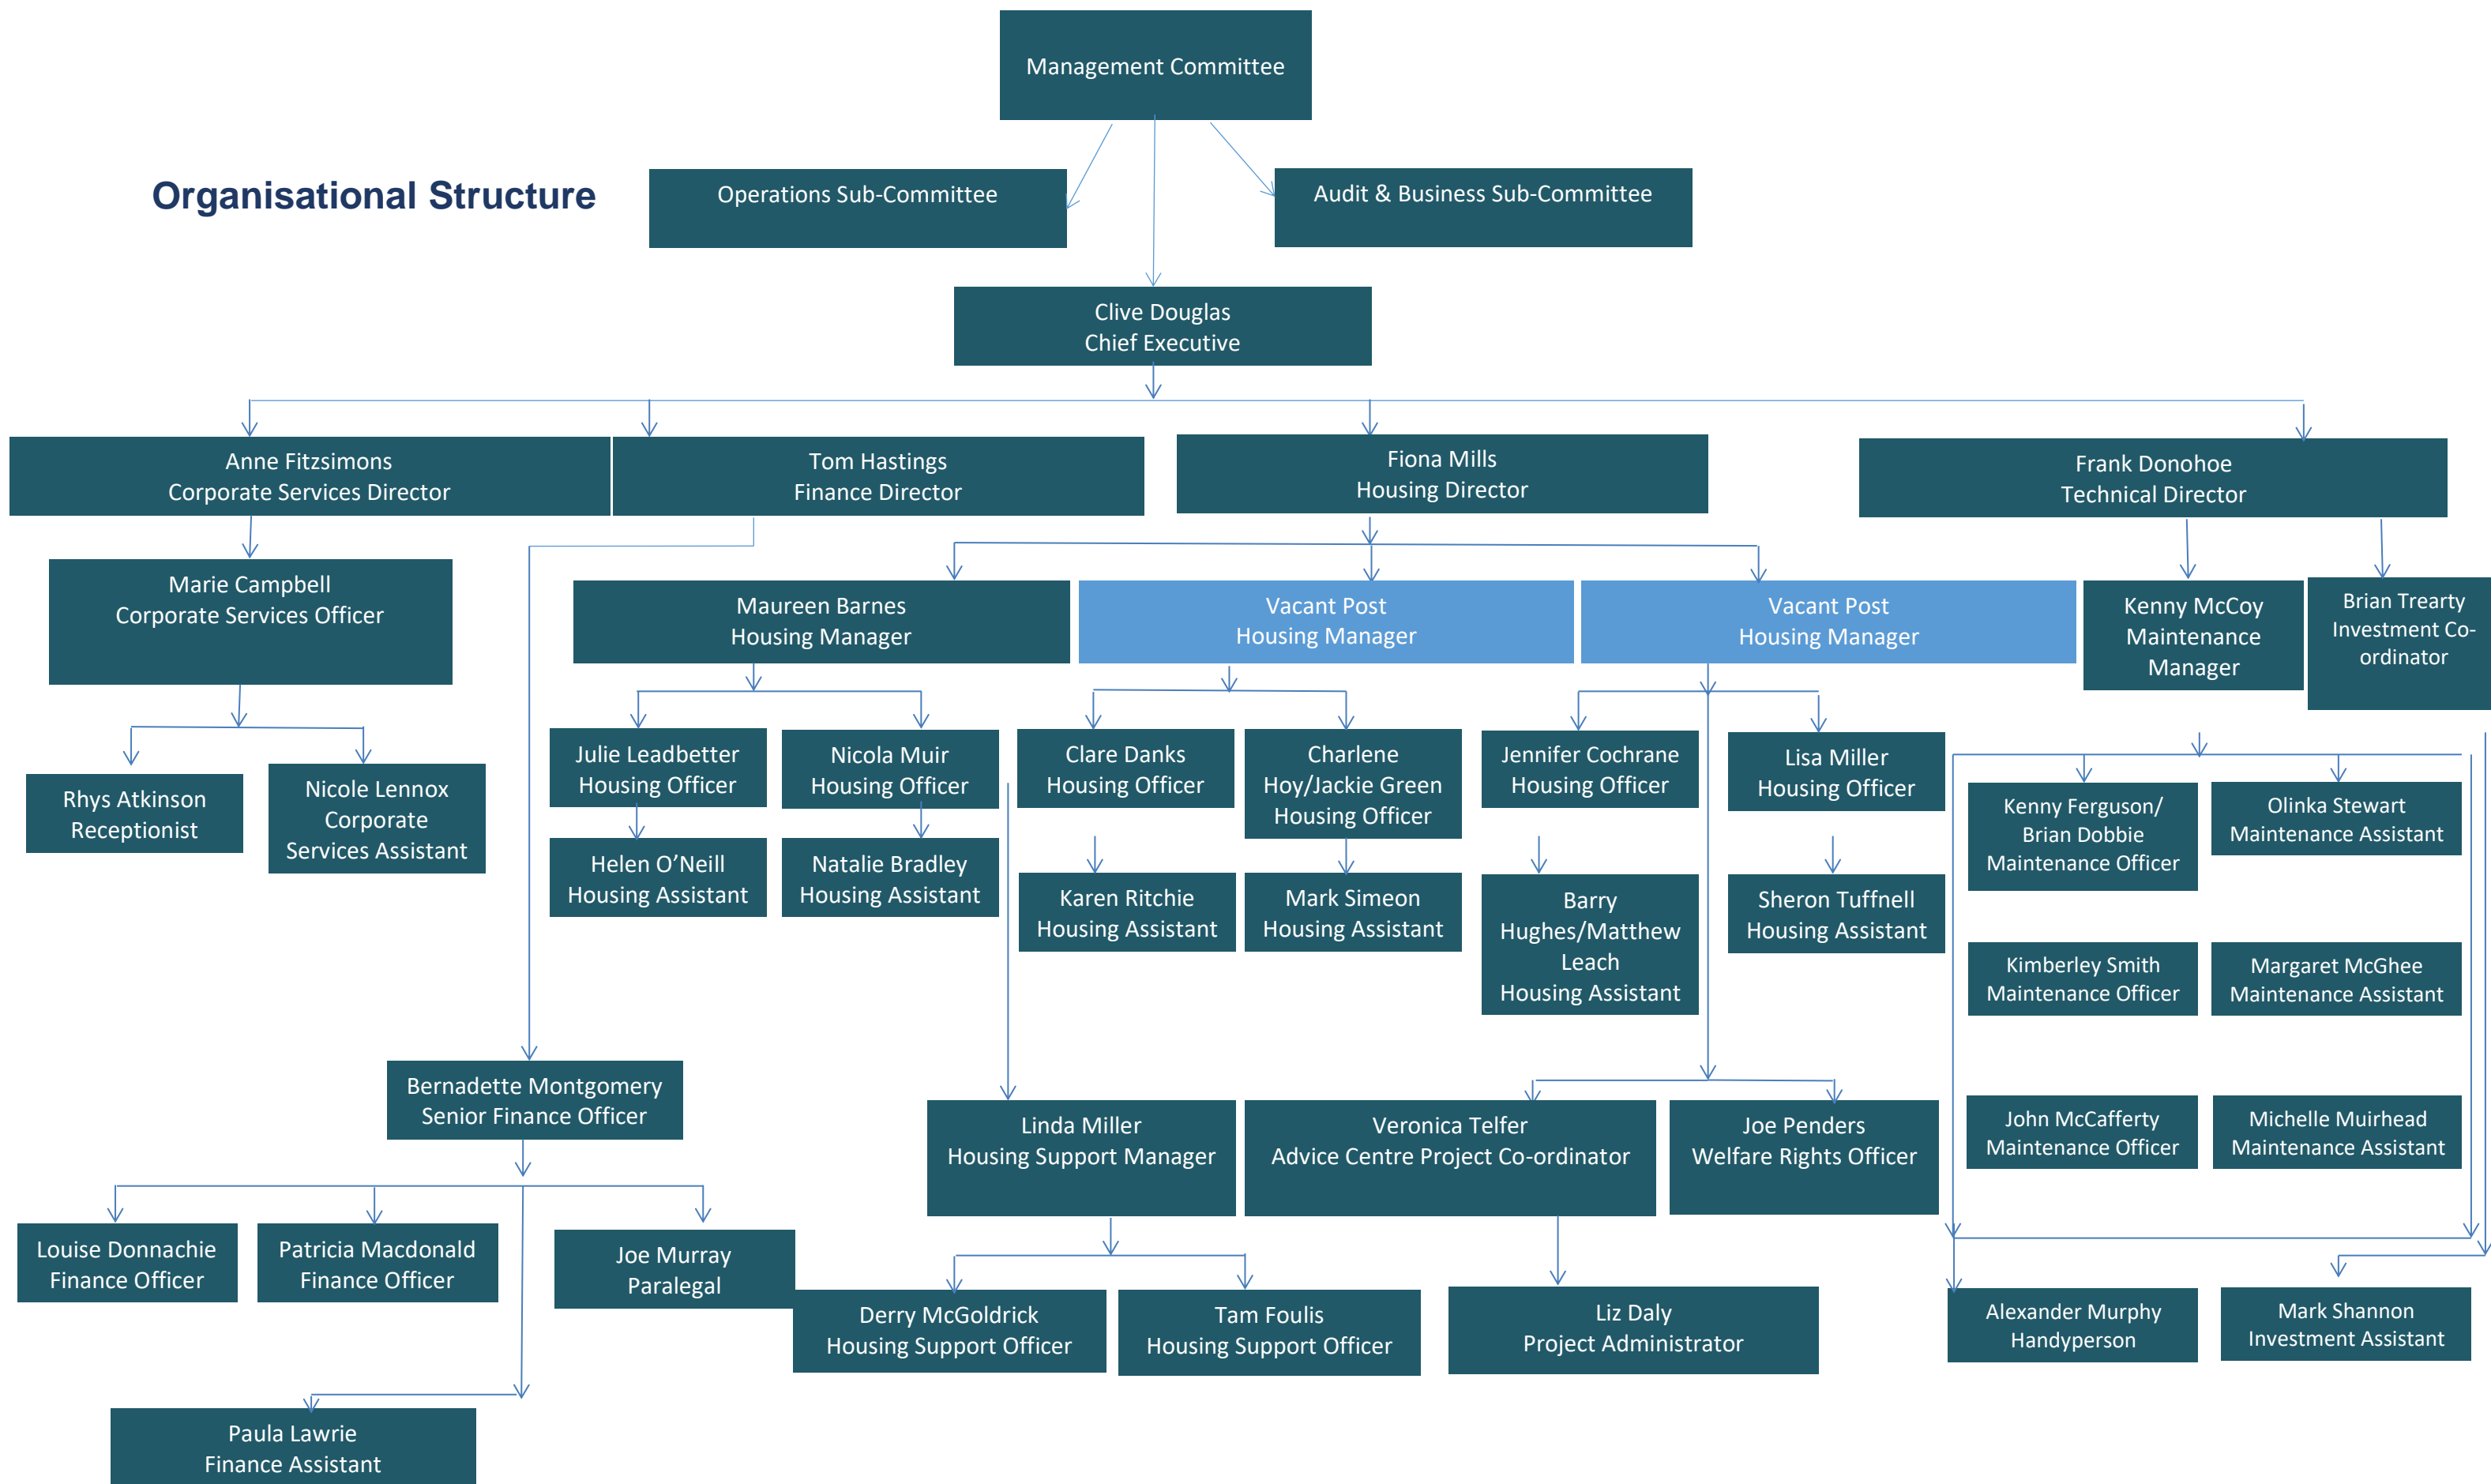 Management Committee
Organisational Structure
Operations Sub-Committee
Audit & Business Sub-Committee
Clive Douglas
Chief Executive
Anne Fitzsimons
Corporate Services Director
Tom Hastings
Finance Director
Fiona Mills
Housing Director
Frank Donohoe
Technical Director
Marie Campbell
Corporate Services Officer
Maureen Barnes
Housing Manager
Vacant Post
Housing Manager
Vacant Post
Housing Manager
Kenny McCoy
Maintenance
Manager
Brian Trearty
Investment Co-
ordinator
Rhys Atkinson
Receptionist
Nicole Lennox
Corporate
Services Assistant
Julie Leadbetter
Housing Officer
Nicola Muir
Housing Officer
Clare Danks
Housing Officer
Charlene
Hoy/Jackie Green
Housing Officer
Jennifer Cochrane
Housing Officer
Lisa Miller
Housing Officer
Kenny Ferguson/
Brian Dobbie
Maintenance Officer
Olinka Stewart
Maintenance Assistant
Helen O’Neill
Housing Assistant
Natalie Bradley
Housing Assistant
Karen Ritchie
Housing Assistant
Mark Simeon
Housing Assistant
Barry
Hughes/Matthew
Leach
Housing Assistant
Sheron Tuffnell
Housing Assistant
Kimberley Smith
Maintenance Officer
Margaret McGhee
Maintenance Assistant
Bernadette Montgomery
Senior Finance Officer
Linda Miller
Housing Support Manager
Veronica Telfer
Advice Centre Project Co-ordinator
Joe Penders
Welfare Rights Officer
John McCafferty
Maintenance Officer
Michelle Muirhead
Maintenance Assistant
Louise Donnachie
Finance Officer
Patricia Macdonald
Finance Officer
Joe Murray
Paralegal
Derry McGoldrick
Housing Support Officer
Tam Foulis
Housing Support Officer
Liz Daly
Project Administrator
Alexander Murphy
Handyperson
Mark Shannon
Investment Assistant
Paula Lawrie
Finance Assistant